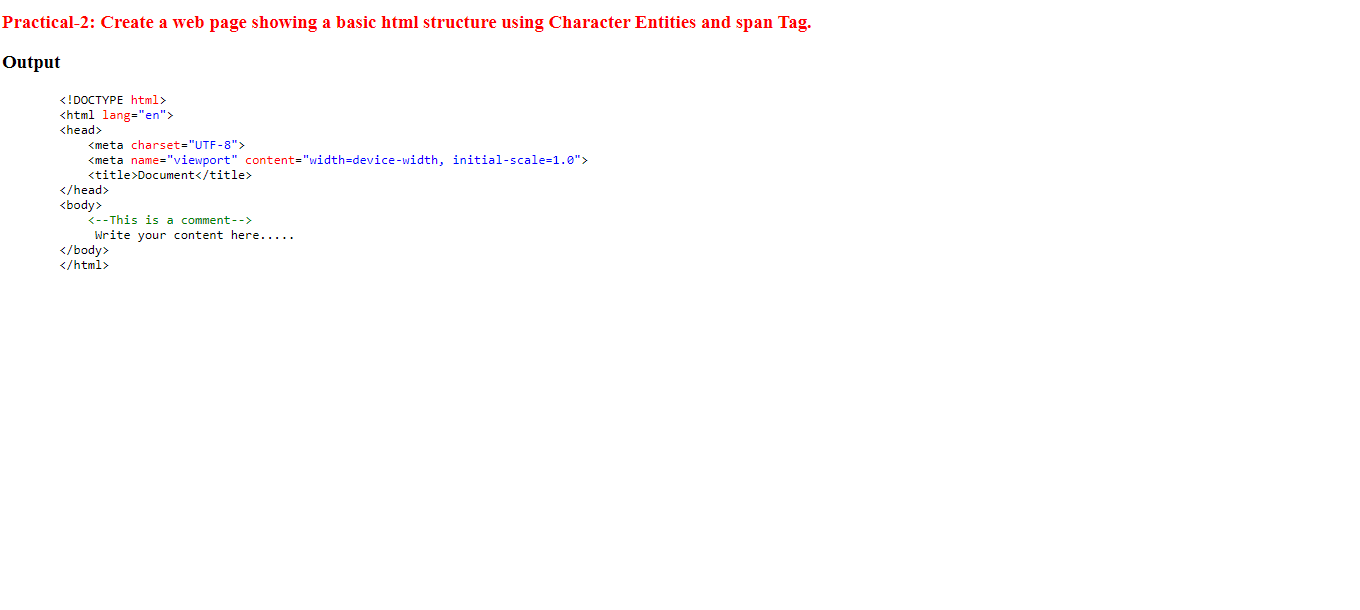 Practical-2: Create a web page showing a basic html structure using Character Entities and span Tag.
Output
<!DOCTYPE html>
<html lang="en">
<head>
    <meta charset="UTF-8">
    <meta name="viewport" content="width=device-width, initial-scale=1.0">
    <title>Document</title>
</head>
<body>
    <--This is a comment-->
     Write your content here.....
</body>
</html>